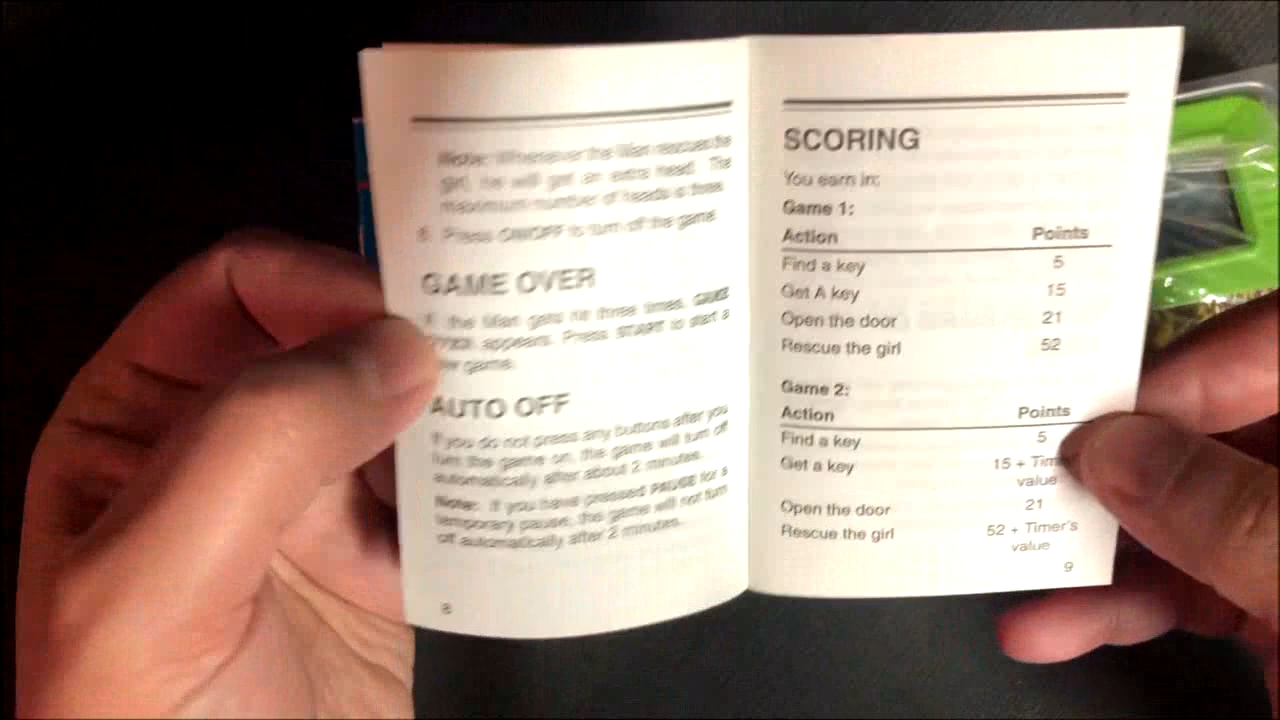 Note: Whenever the Man rescues the
girl, he will get an extra head. The
maximum number of heads is three.
6. Press ON/OFF to turn off the game.
GAME OVER
If the Man gets hit three times, GAME
OVER appears. Press START to start a
new game.
AUTO OFF
If you do not press any buttons after you
turn the game on, the game will turn off
automatically after about 2 minutes.
Note: If you have pressed PAUSE for a
temporary pause, the game will not turn
off automatically after 2 minutes.
8
SCORING
You earn in:
Game 1:
Action Points
Find a key 5
Get A key 15
Open the door 21
Rescue the girl 52
Game 2:
Action Points
Find a key 5
Get a key 15 +
value
Open the door 21
Rescue the girl 52 + Timer's
value
9